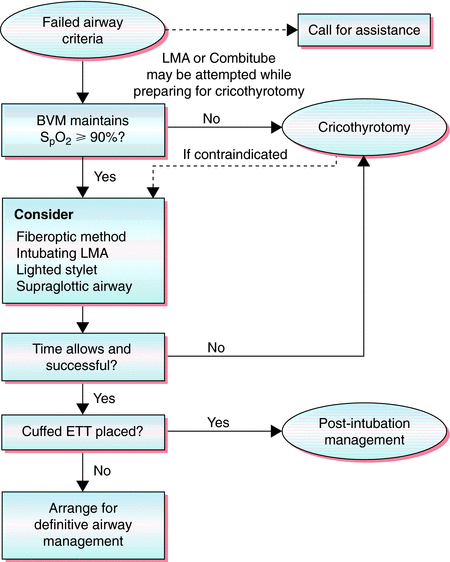 Failed airway
criteria
Call for assistance
LMA or Combitube
may be attempted while
preparing for cricothyrotomy
BVM maintains
SpO2 ⩾ 90%?
No
Cricothyrotomy
If contraindicated
Yes
Consider
Fiberoptic method
Intubating LMA
Lighted stylet
Supraglottic airway
Time allows and
successful?
No
Yes
Cuffed ETT placed?
Yes
Post-intubation
management
No
Arrange for
definitive airway
management